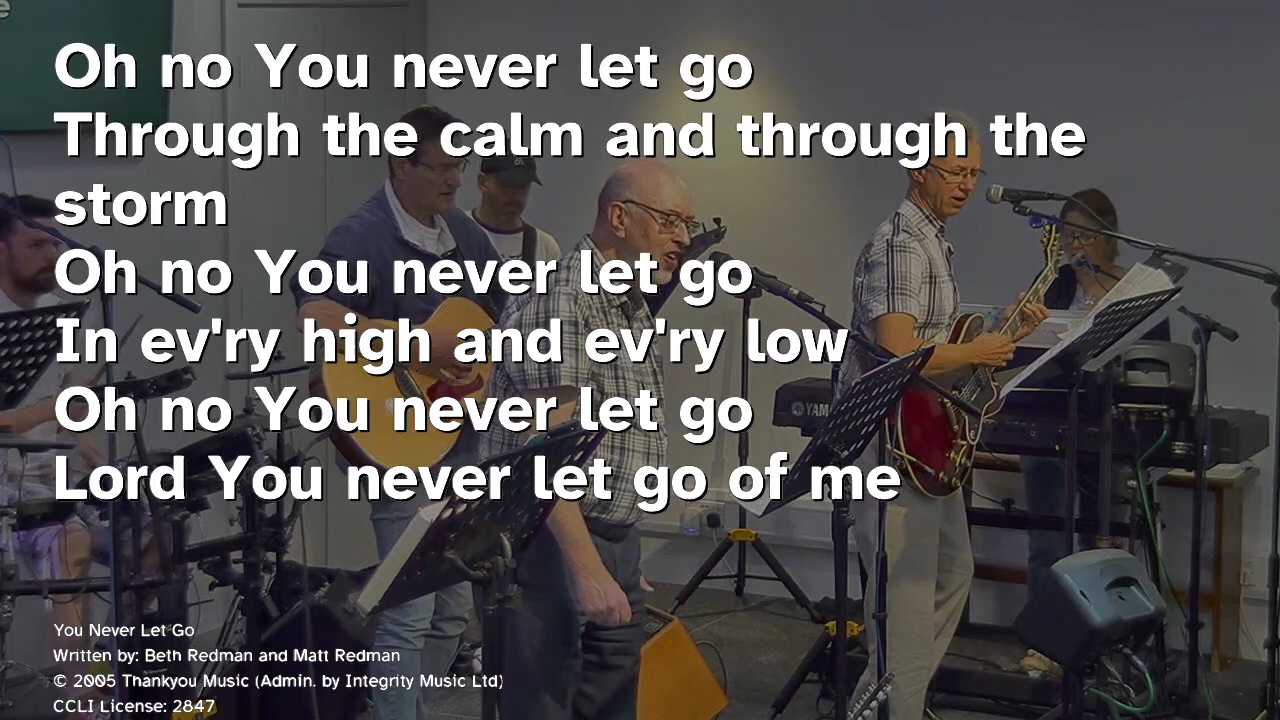 Oh no You never let go
Through the calm and through the
storm
Oh no You never let go
In ev'ry high and ev'ry low
Oh no You never let go
Lord You never let go of me
You Never Let Go
Written by: Beth Redman and Matt Redman
© 2005 Thankyou Music (Admin. by Integrity Music Ltd)
CCLI License: 2847
YAM
e